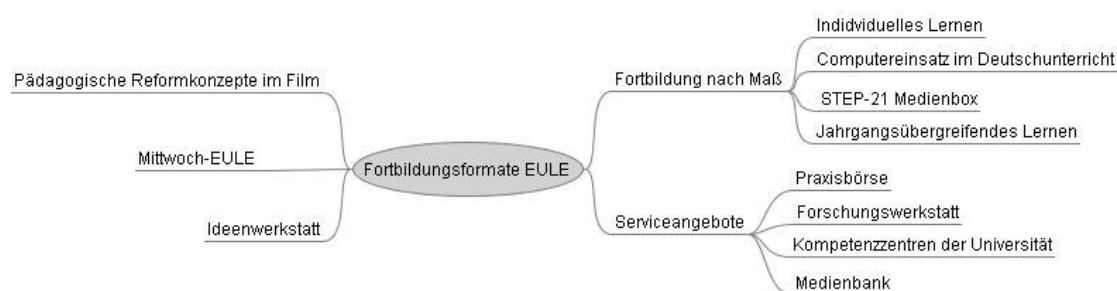 Pädagogische Reformkonzepte im Film
Mittwoch-EULE
Ideenwerkstatt
Fortbildungsformate EULE
Fortbildung nach Maß
Indidviduelles Lernen
Computereinsatz im Deutschunterricht
STEP-21 Medienbox
Jahrgangsübergreifendes Lernen
Serviceangebote
Praxisbörse
Forschungswerkstatt
Kompetenzzentren der Universität
Medienbank